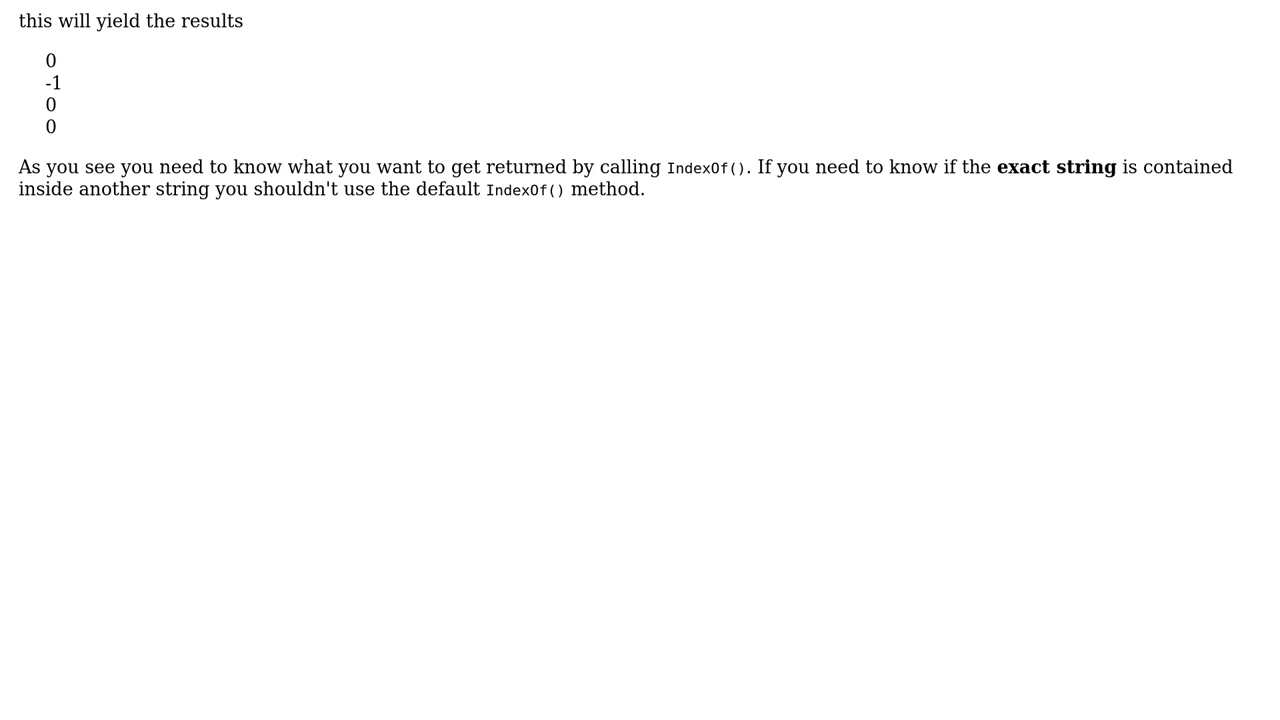 this will yield the results
0
-1
0
0
As you see you need to know what you want to get returned by calling IndexOf(). If you need to know if the exact string is contained
inside another string you shouldn't use the default IndexOf() method.